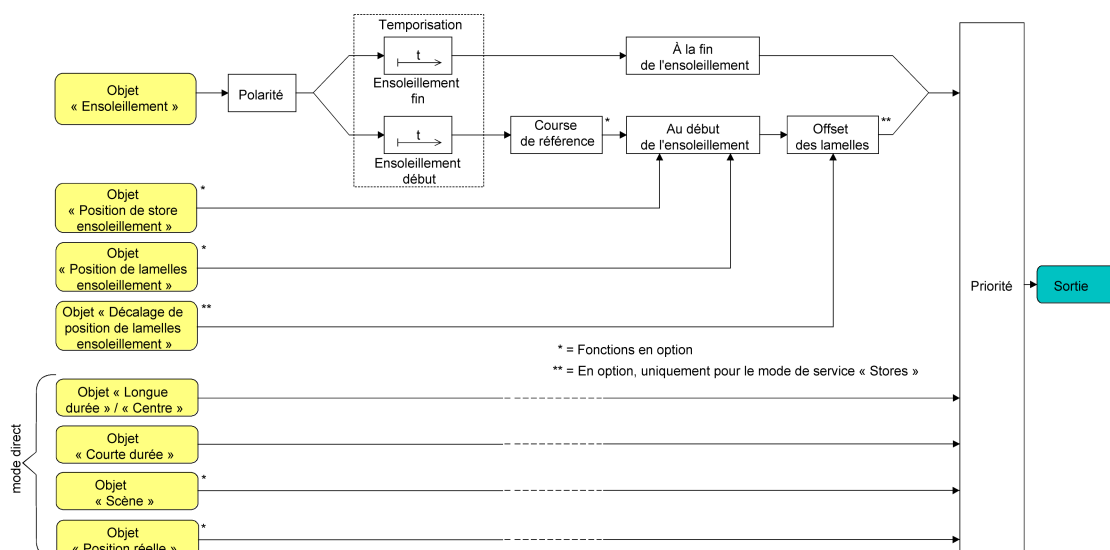 Temporisation
t
Ensoleillement
fin
À la fin
de l'ensoleillement
Objet
« Ensoleillement »
Polarité
t
Ensoleillement
début
Course
de référence
*
Au début
de l'ensoleillement
Offset
des lamelles
**
Objet
« Position de store
ensoleillement »
*
Objet
« Position de lamelles
ensoleillement »
*
Objet « Décalage de
position de lamelles
ensoleillement »
**
Priorité
Sortie
* = Fonctions en option
** = En option, uniquement pour le mode de service « Stores »
mode direct
Objet « Longue
durée » / « Centre »
Objet
« Courte durée »
Objet
« Scène »
*
Objet
« Position réelle »
*